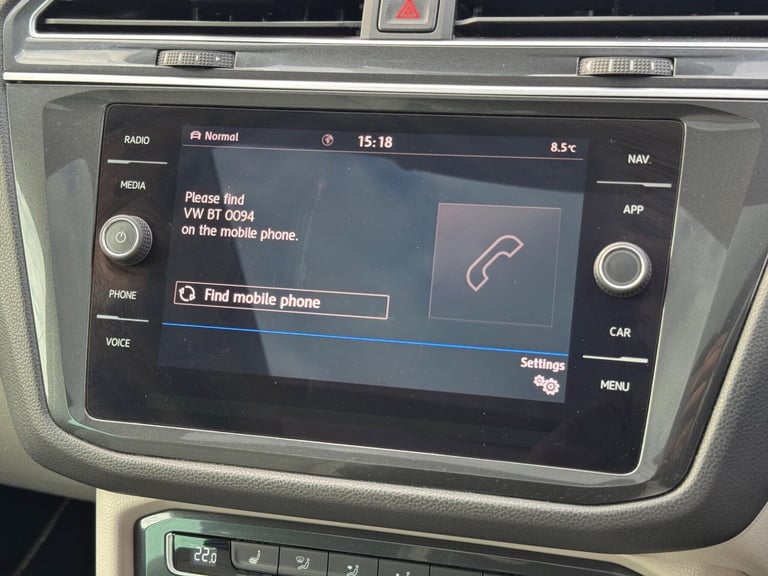 RADIO
MEDIA
PHONE
VOICE
Normal
15:18
8.5℃
Please find
VW BT 0094
on the mobile phone.
Find mobile phone
Settings
NAV
APP
CAR
MENU
22.0